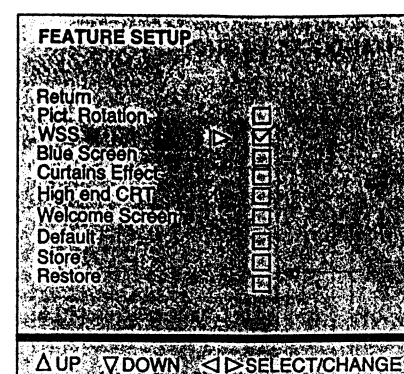 FEATURE SETUP
Return
Pict. Rotation
WSS
Blue Screen
Curtains Effect
High end CRT
Welcome Screen
Default
Store
Restore
△ UP ▽ DOWN ◁ ▷ SELECT/CHANGE